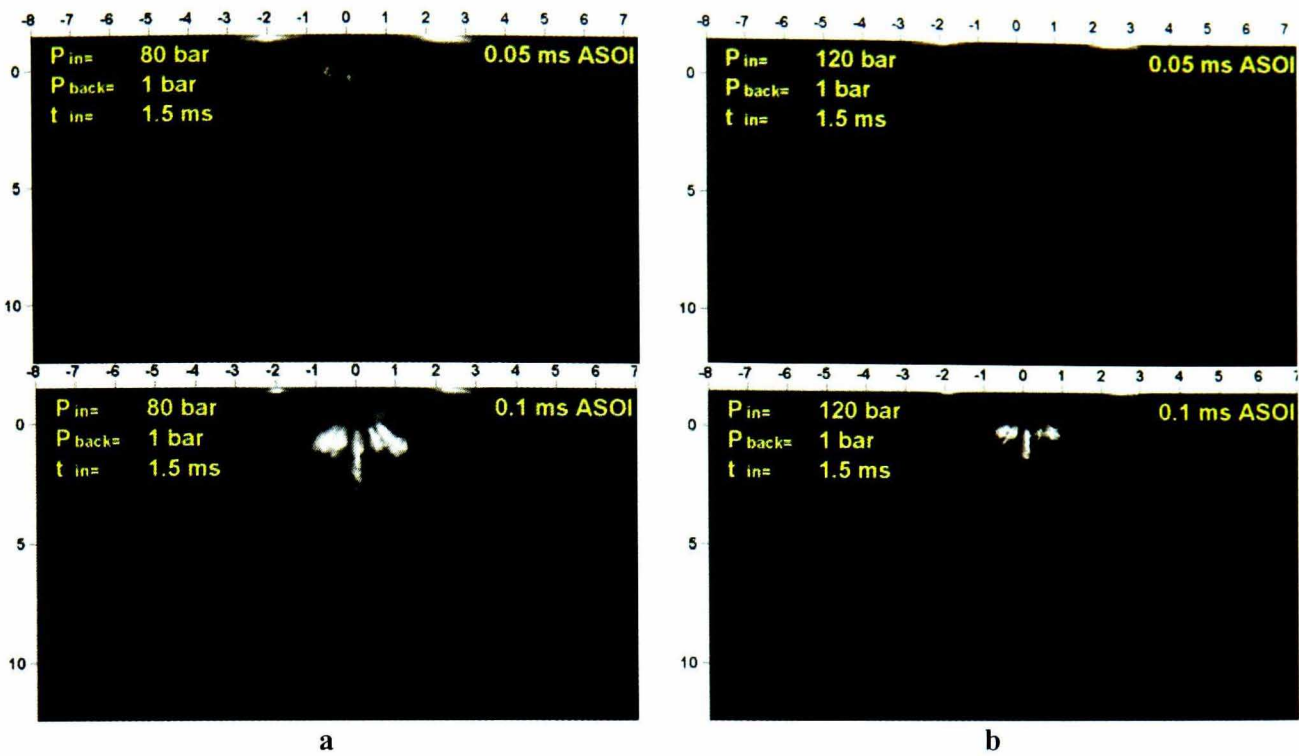 -8 -7 -6 -5 -4 -3 -2 -1 0 1 2 3 4 5 6 7
P in= 80 bar 0.05 ms ASOI
P back= 1 bar
t in= 1.5 ms
0
5
10
-8 -7 -6 -5 -4 -3 -2 -1 0 1 2 3 4 5 6 7
P in= 80 bar 0.1 ms ASOI
P back= 1 bar
t in= 1.5 ms
0
5
10
a
-8 -7 -6 -5 -4 -3 -2 -1 0 1 2 3 4 5 6 7
P in= 120 bar 0.05 ms ASOI
P back= 1 bar
t in= 1.5 ms
0
5
10
-8 -7 -6 -5 -4 -3 -2 -1 0 1 2 3 4 5 6 7
P in= 120 bar 0.1 ms ASOI
P back= 1 bar
t in= 1.5 ms
0
5
10
b